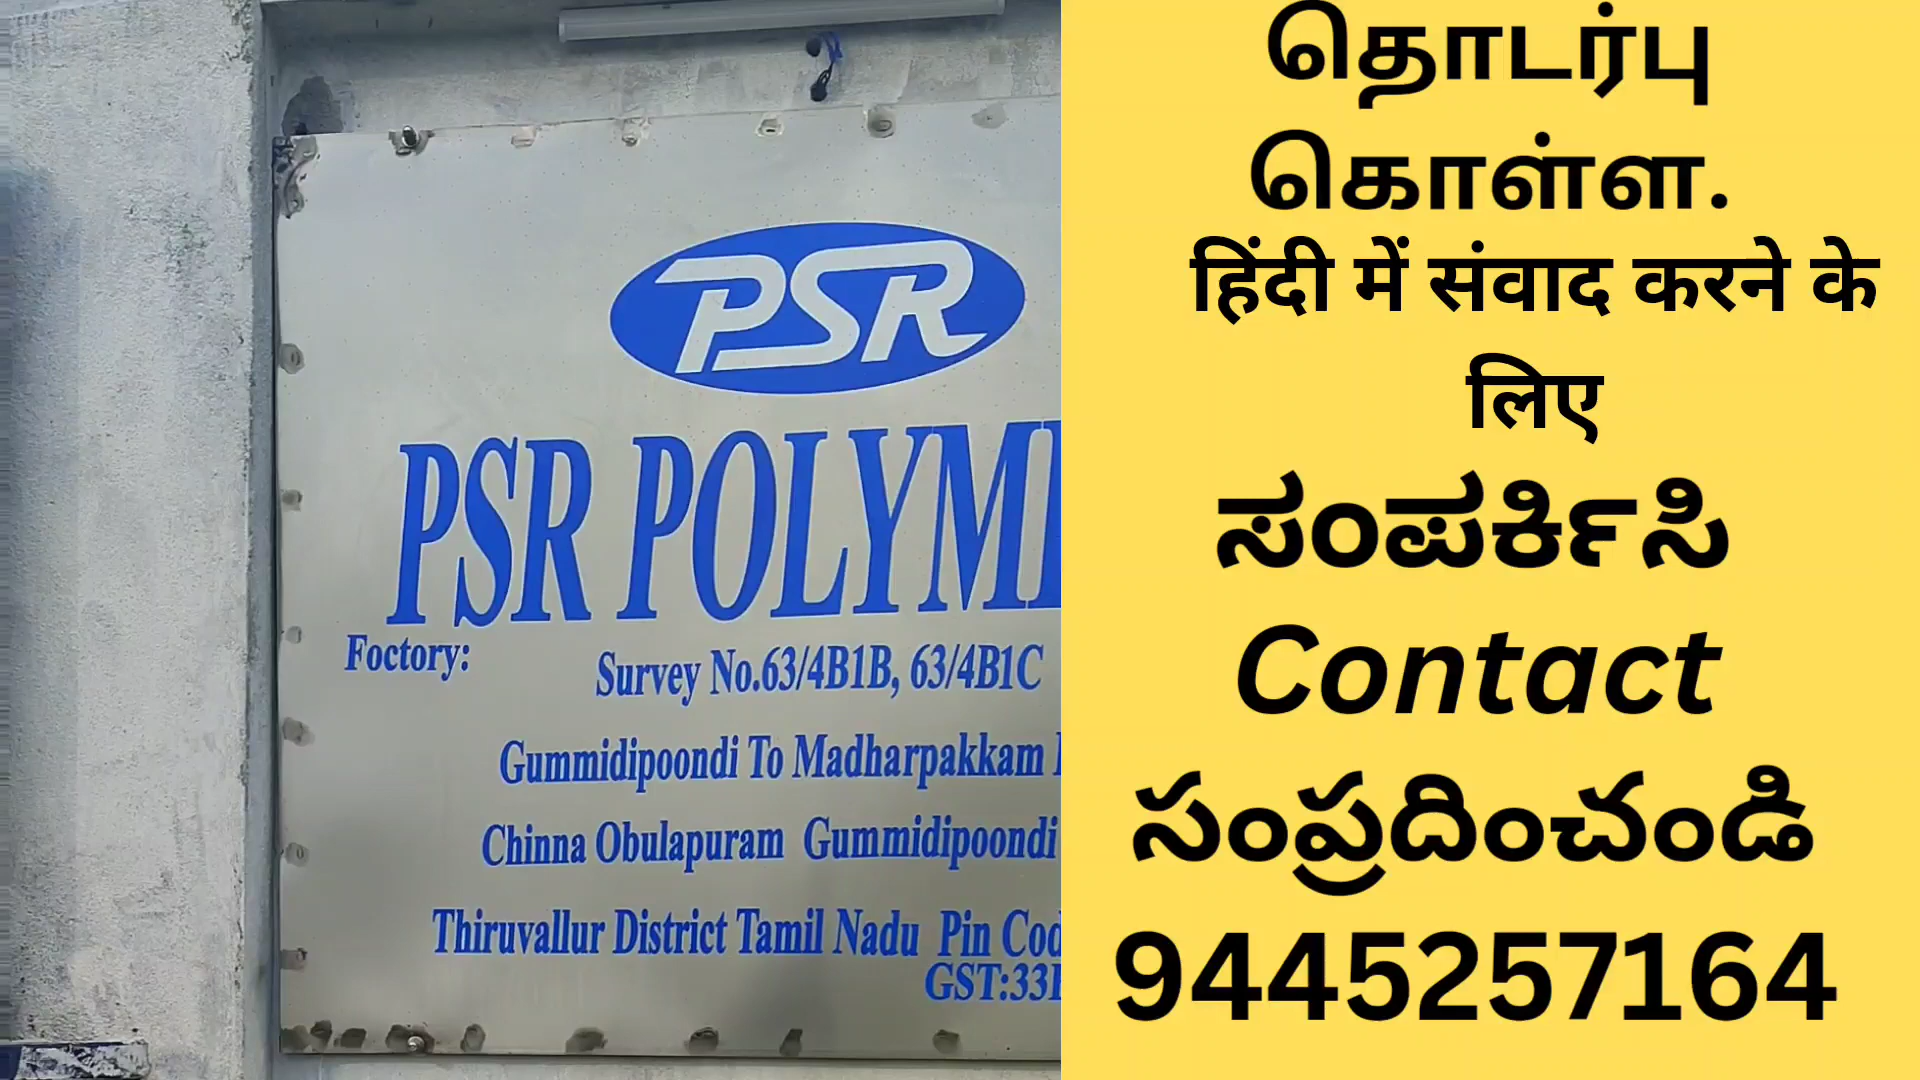 PSR
PSR POLYM
Foctory:
Survey No.63/4B1B, 63/4B1C
Gummidipoondi To Madharpakkam
Chinna Obulapuram Gummidipoondi
Thiruvallur District Tamil Nadu Pin Cod
GST:33
தொடர்பு
கொள்ள.
हिंदी में संवाद करने के
लिए
ಸಂಪರ್ಕಿಸಿ
Contact
సంప్రదించండి
9445257164